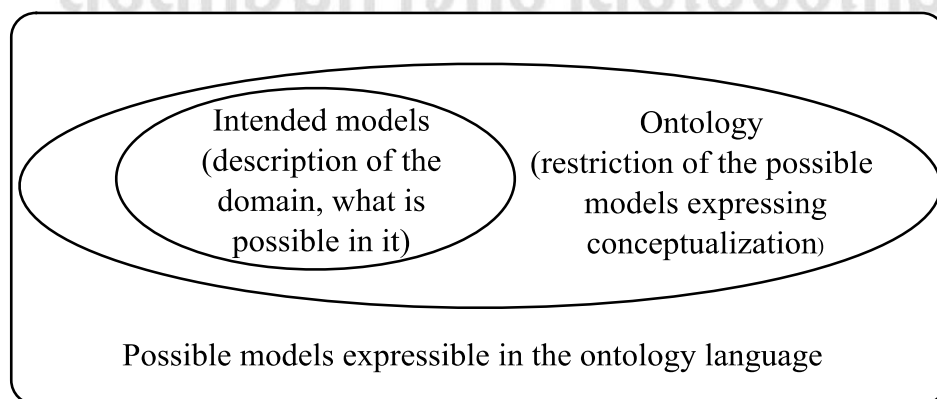 Intended models
(description of the
domain, what is
possible in it)
Ontology
(restriction of the possible
models expressing
conceptualization)
Possible models expressible in the ontology language